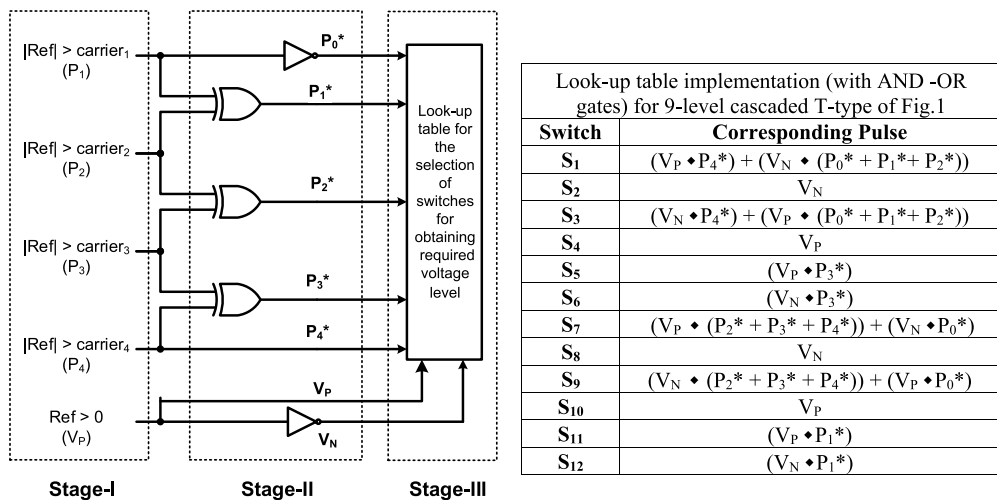 |Ref| > carrier₁
(P₁)
|Ref| > carrier₂
(P₂)
|Ref| > carrier₃
(P₃)
|Ref| > carrier₄
(P₄)
Ref > 0
(V_P)
P₀*
P₁*
P₂*
P₃*
P₄*
V_P
V_N
Look-up
table for
the
selection
of
switches
for
obtaining
required
voltage
level
Stage-I
Stage-II
Stage-III
Look-up table implementation (with AND -OR
gates) for 9-level cascaded T-type of Fig.1
Switch Corresponding Pulse
S₁ (V_P ♦ P₄*) + (V_N ♦ (P₀* + P₁*+ P₂*))
S₂ V_N
S₃ (V_N ♦ P₄*) + (V_P ♦ (P₀* + P₁*+ P₂*))
S₄ V_P
S₅ (V_P ♦ P₃*)
S₆ (V_N ♦ P₃*)
S₇ (V_P ♦ (P₂* + P₃* + P₄*)) + (V_N ♦ P₀*)
S₈ V_N
S₉ (V_N ♦ (P₂* + P₃* + P₄*)) + (V_P ♦ P₀*)
S₁₀ V_P
S₁₁ (V_P ♦ P₁*)
S₁₂ (V_N ♦ P₁*)